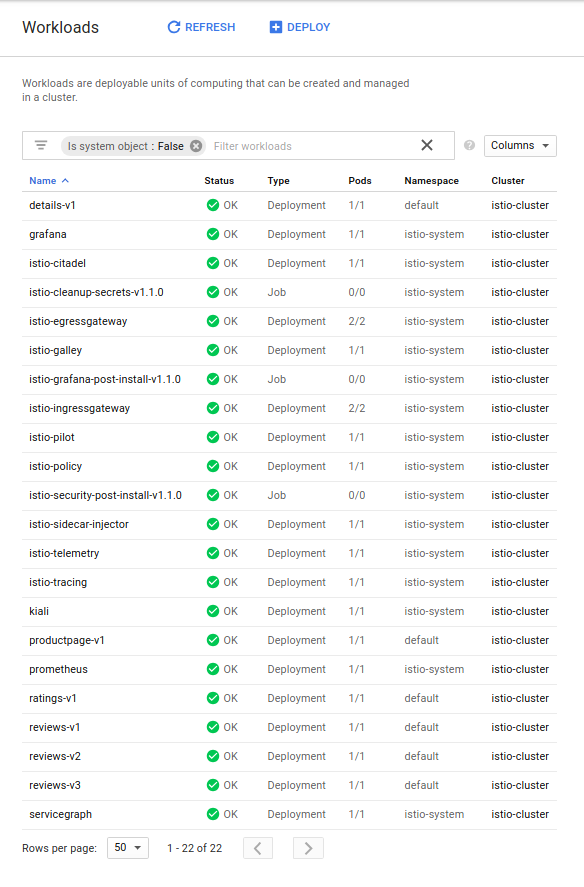 Workloads REFRESH DEPLOY
Workloads are deployable units of computing that can be created and managed
in a cluster.
Is system object : False Filter workloads Columns
Name Status Type Pods Namespace Cluster
details-v1 OK Deployment 1/1 default istio-cluster
grafana OK Deployment 1/1 istio-system istio-cluster
istio-citadel OK Deployment 1/1 istio-system istio-cluster
istio-cleanup-secrets-v1.1.0 OK Job 0/0 istio-system istio-cluster
istio-egressgateway OK Deployment 2/2 istio-system istio-cluster
istio-galley OK Deployment 1/1 istio-system istio-cluster
istio-grafana-post-install-v1.1.0 OK Job 0/0 istio-system istio-cluster
istio-ingressgateway OK Deployment 2/2 istio-system istio-cluster
istio-pilot OK Deployment 1/1 istio-system istio-cluster
istio-policy OK Deployment 1/1 istio-system istio-cluster
istio-security-post-install-v1.1.0 OK Job 0/0 istio-system istio-cluster
istio-sidecar-injector OK Deployment 1/1 istio-system istio-cluster
istio-telemetry OK Deployment 1/1 istio-system istio-cluster
istio-tracing OK Deployment 1/1 istio-system istio-cluster
kiali OK Deployment 1/1 istio-system istio-cluster
productpage-v1 OK Deployment 1/1 default istio-cluster
prometheus OK Deployment 1/1 istio-system istio-cluster
ratings-v1 OK Deployment 1/1 default istio-cluster
reviews-v1 OK Deployment 1/1 default istio-cluster
reviews-v2 OK Deployment 1/1 default istio-cluster
reviews-v3 OK Deployment 1/1 default istio-cluster
servicegraph OK Deployment 1/1 istio-system istio-cluster
Rows per page: 50 1 - 22 of 22